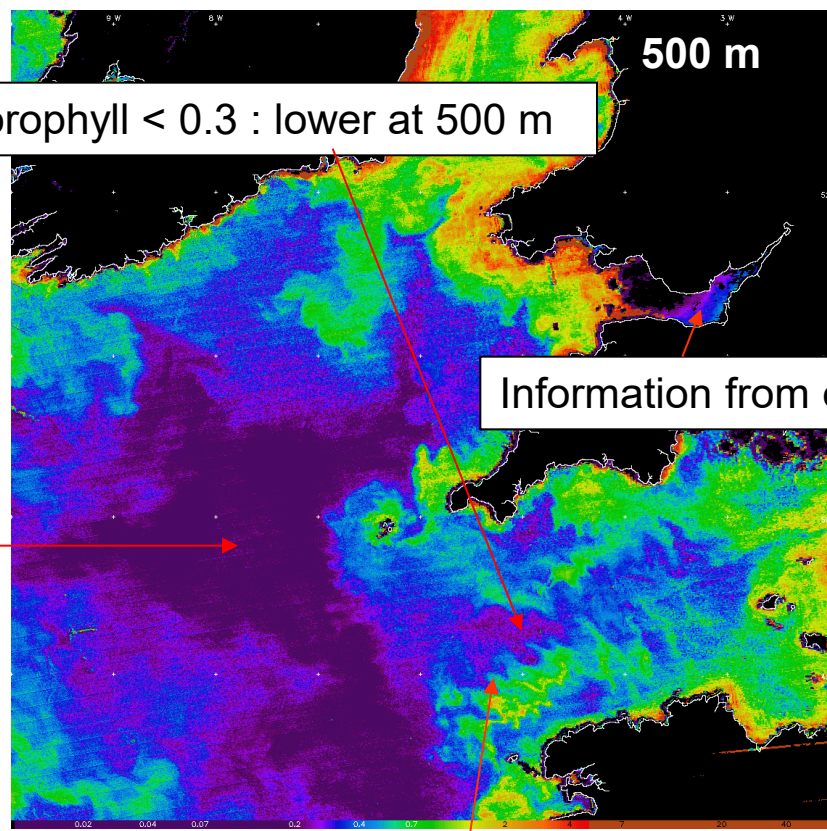 9 W 8 W 4 W 3 W
500 m
orophyll < 0.3 : lower at 500 m
Information from
0.02 0.04 0.07 0.2 0.4 0.7 2 4 7 20 40